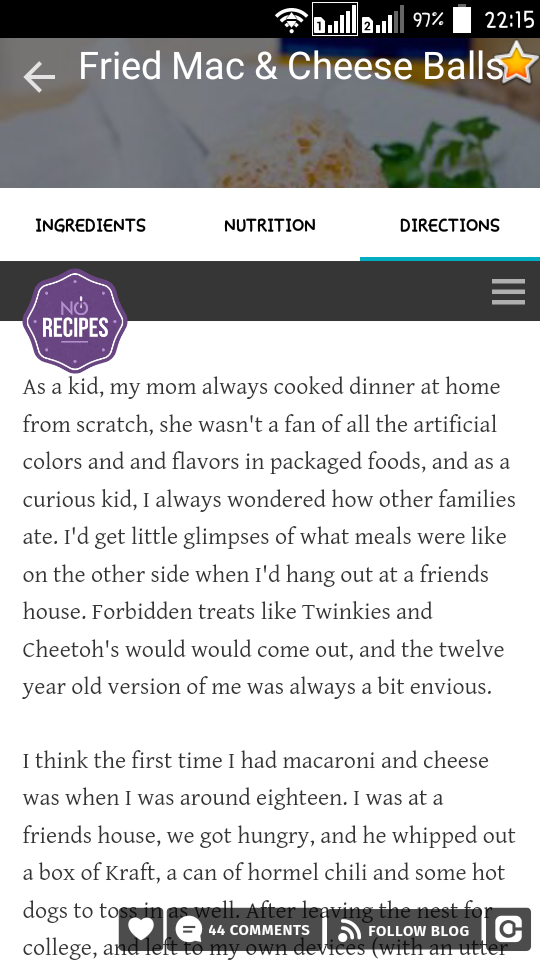 1 2 97% 22:15
Fried Mac & Cheese Balls
INGREDIENTS NUTRITION DIRECTIONS
NO
RECIPES
As a kid, my mom always cooked dinner at home
from scratch, she wasn't a fan of all the artificial
colors and and flavors in packaged foods, and as a
curious kid, I always wondered how other families
ate. I'd get little glimpses of what meals were like
on the other side when I'd hang out at a friends
house. Forbidden treats like Twinkies and
Cheetoh's would would come out, and the twelve
year old version of me was always a bit envious.
I think the first time I had macaroni and cheese
was when I was around eighteen. I was at a
friends house, we got hungry, and he whipped out
a box of Kraft, a can of hormel chili and some hot
dogs to toss in as well. After leaving the nest for
44 COMMENTS FOLLOW BLOG
college, and left to my own devices (with an utter